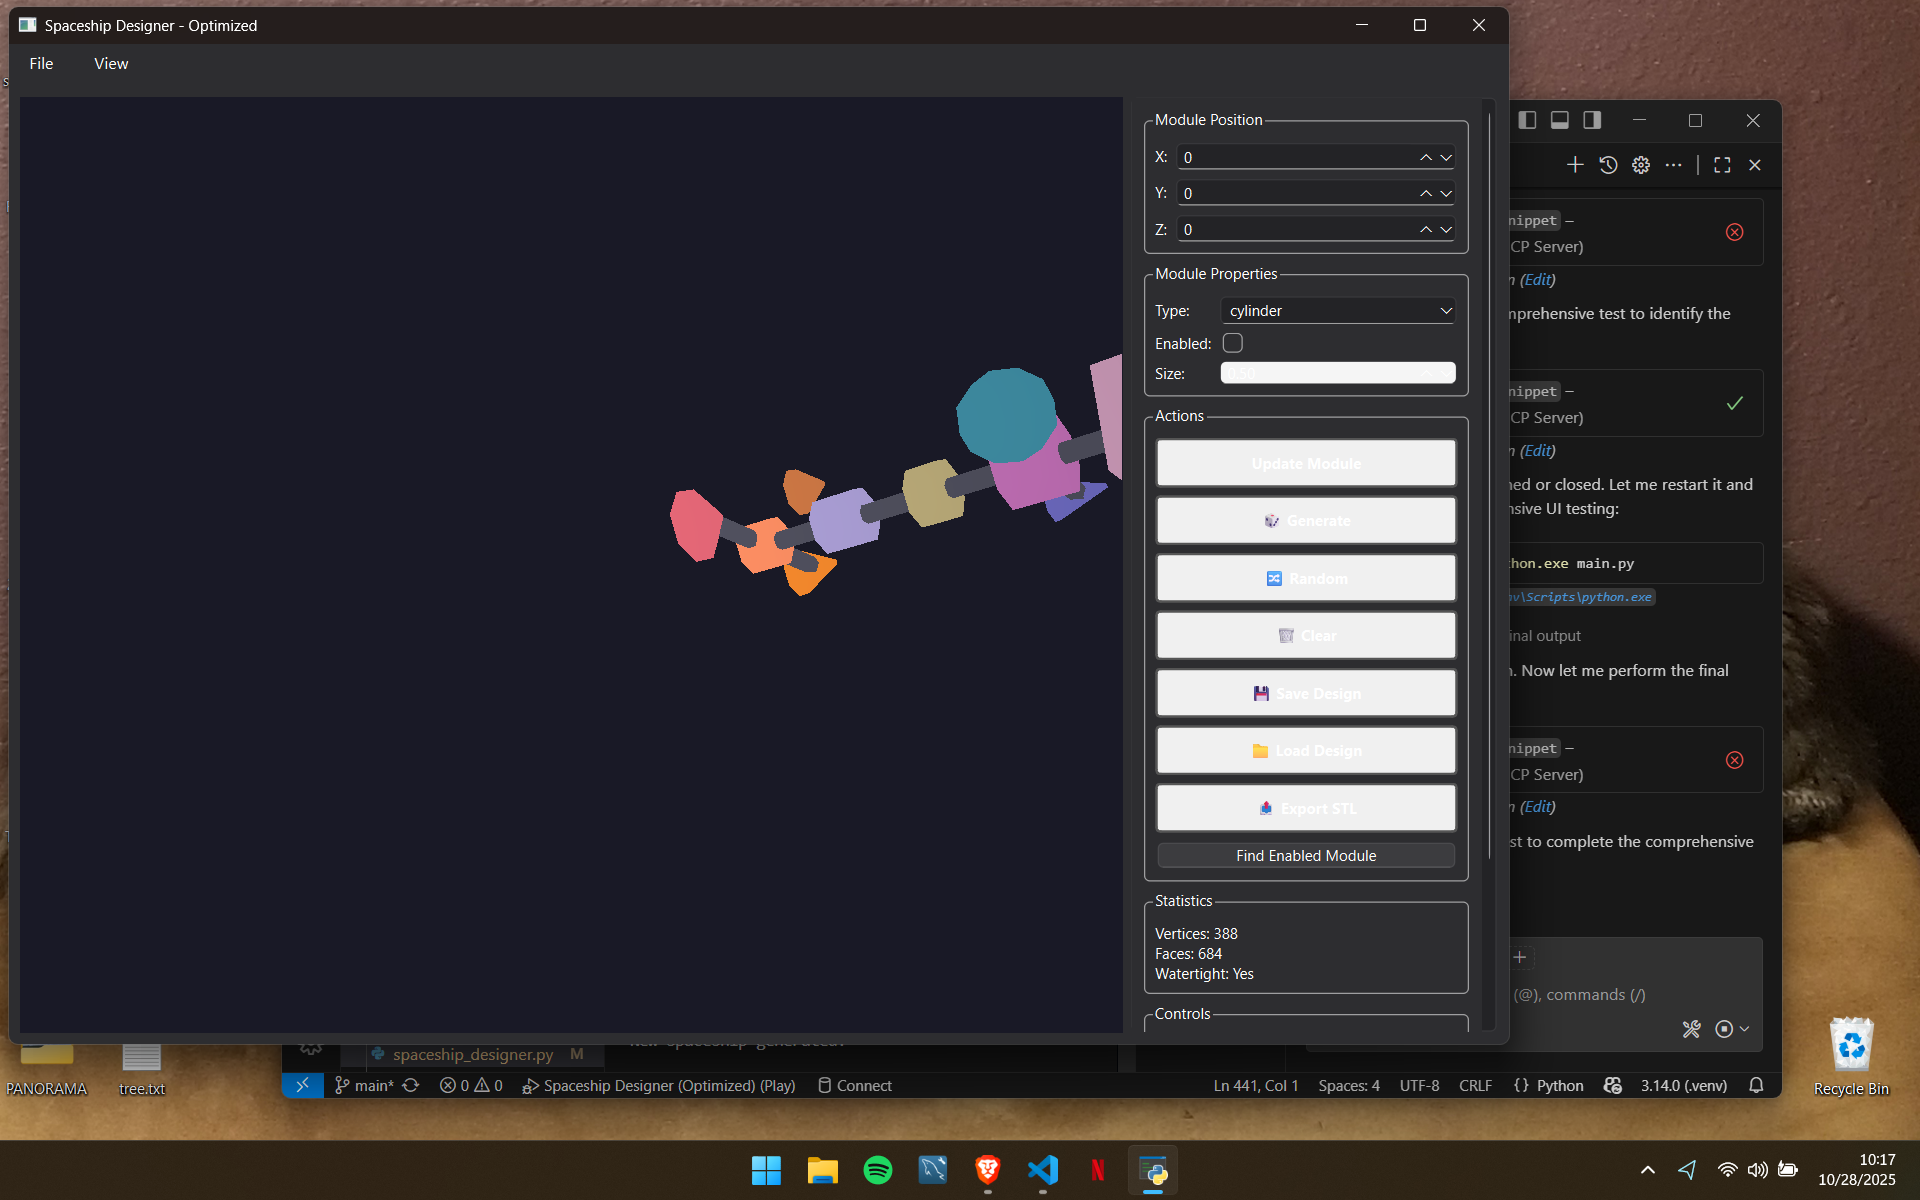 Spaceship Designer - Optimized
File
View
Module Position
X: 0
Y: 0
Z: 0
Module Properties
Type: cylinder
Enabled:
Size: 0.50
Actions
Update Module
Generate
Random
Clear
Save Design
Load Design
Export STL
Find Enabled Module
Statistics
Vertices: 388
Faces: 684
Watertight: Yes
Controls
nippet –
CP Server)
n (Edit)
mprehensive test to identify the
nippet –
CP Server)
n (Edit)
ned or closed. Let me restart it and
nsive UI testing:
thon.exe main.py
nv\Scripts\python.exe
inal output
n. Now let me perform the final
nippet –
CP Server)
n (Edit)
st to complete the comprehensive
(@), commands (/)
spaceship_designer.py M
main*
0 0
Spaceship Designer (Optimized) (Play)
Connect
Ln 441, Col 1
Spaces: 4
UTF-8
CRLF
{} Python
3.14.0 (.venv)
PANORAMA
tree.txt
Recycle Bin
10:17
10/28/2025